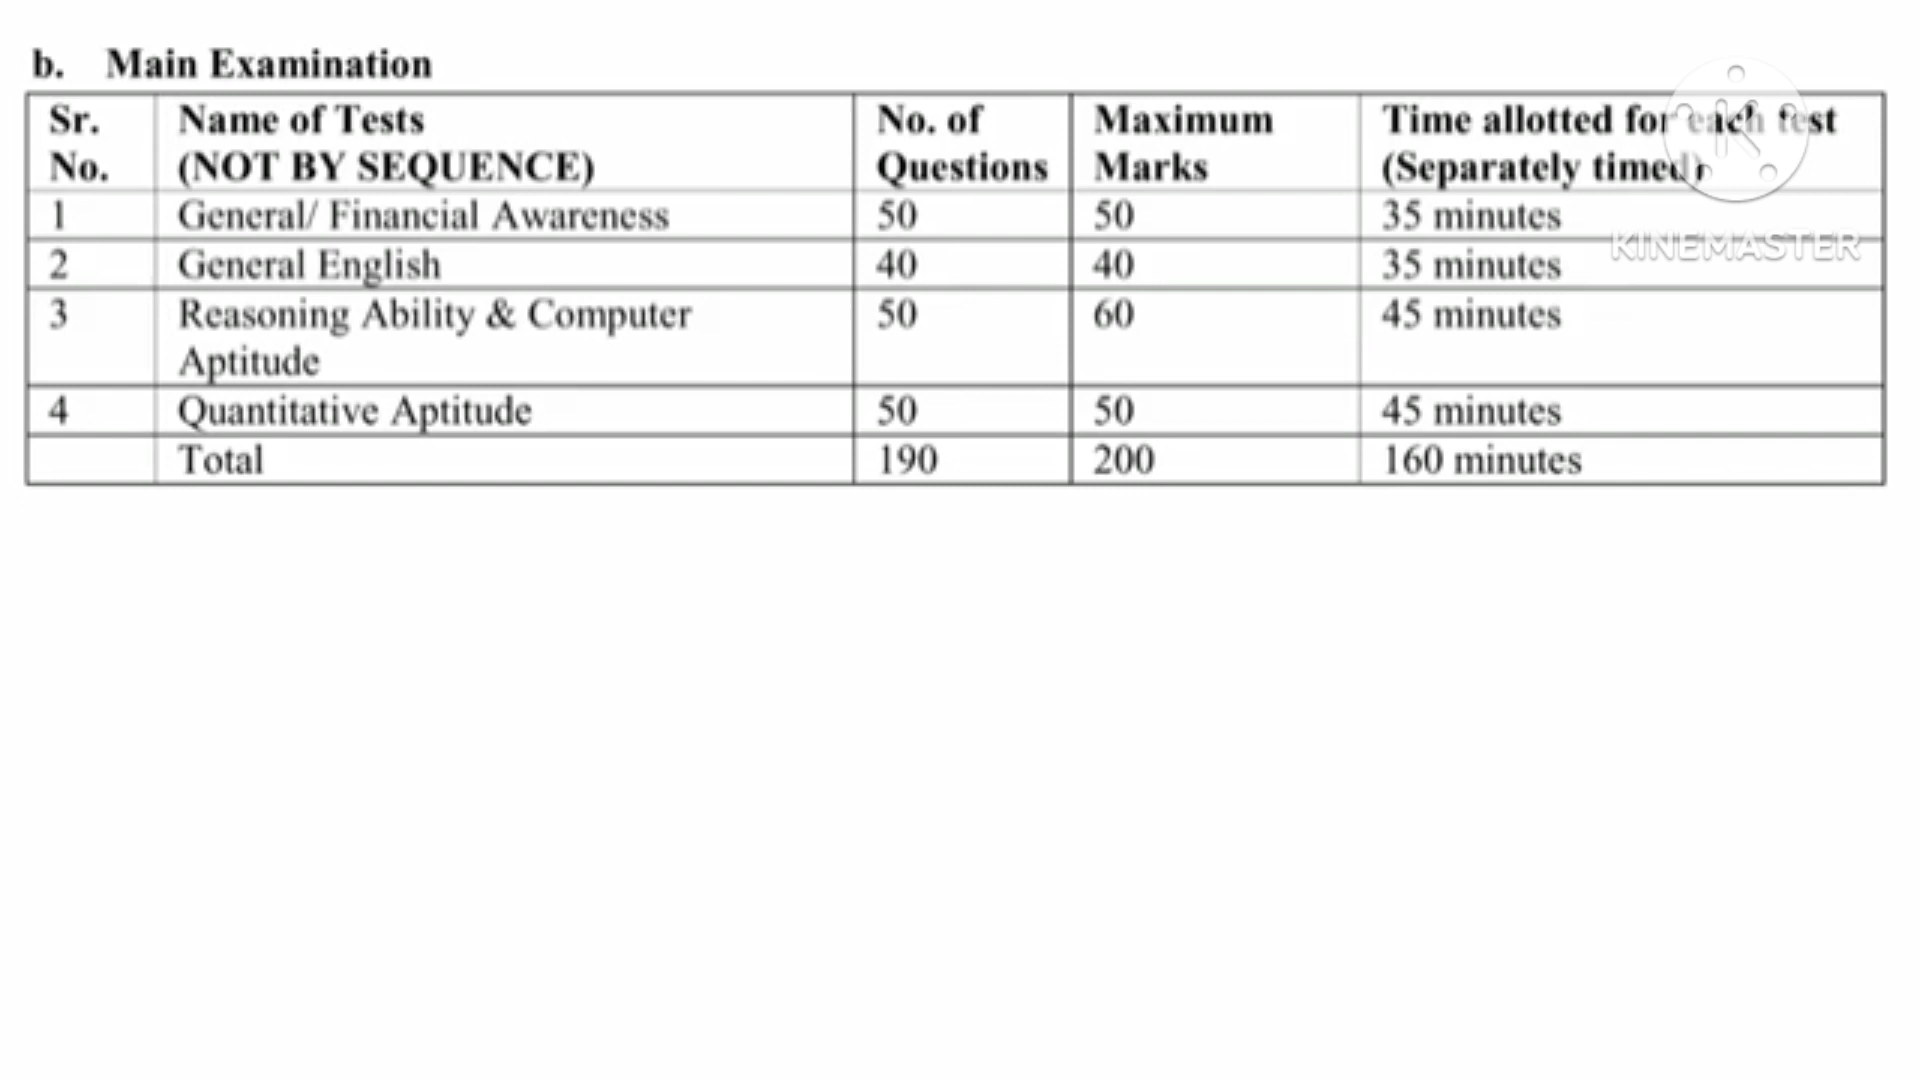 b. Main Examination
Sr. No. Name of Tests (NOT BY SEQUENCE) No. of Questions Maximum Marks Time allotted for each test (Separately timed)
1 General/ Financial Awareness 50 50 35 minutes
2 General English 40 40 35 minutes
3 Reasoning Ability & Computer Aptitude 50 60 45 minutes
4 Quantitative Aptitude 50 50 45 minutes
Total 190 200 160 minutes
KINEMASTER